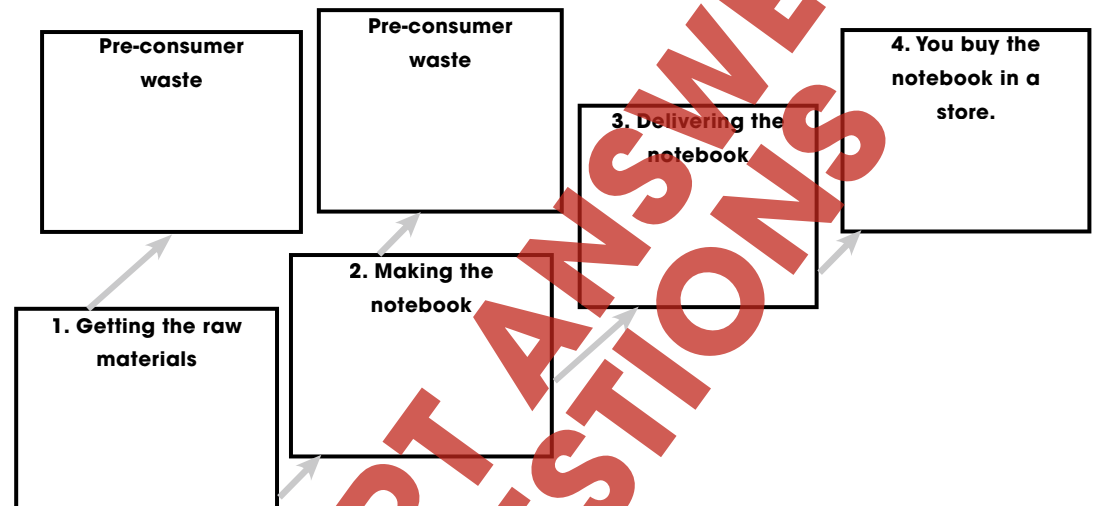 Pre-consumer
waste
Pre-consumer
waste
4. You buy the
notebook in a
store.
3. Delivering the
notebook
2. Making the
notebook
1. Getting the raw
materials